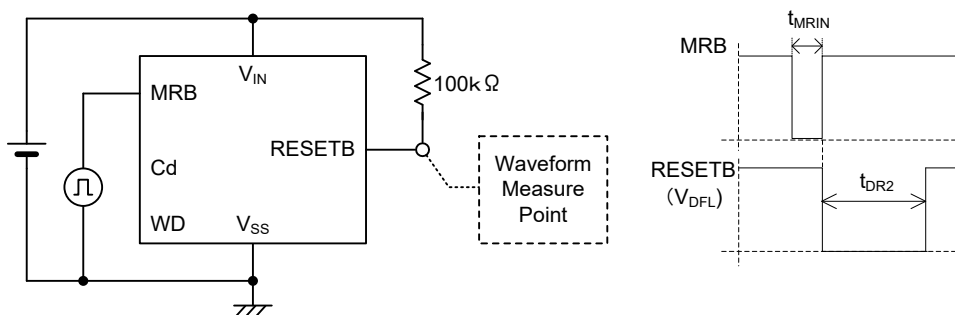 V_IN
MRB
Cd
WD
V_SS
RESETB
100kΩ
Waveform
Measure
Point
t_MRIN
MRB
RESETB
(V_DFL)
t_DR2